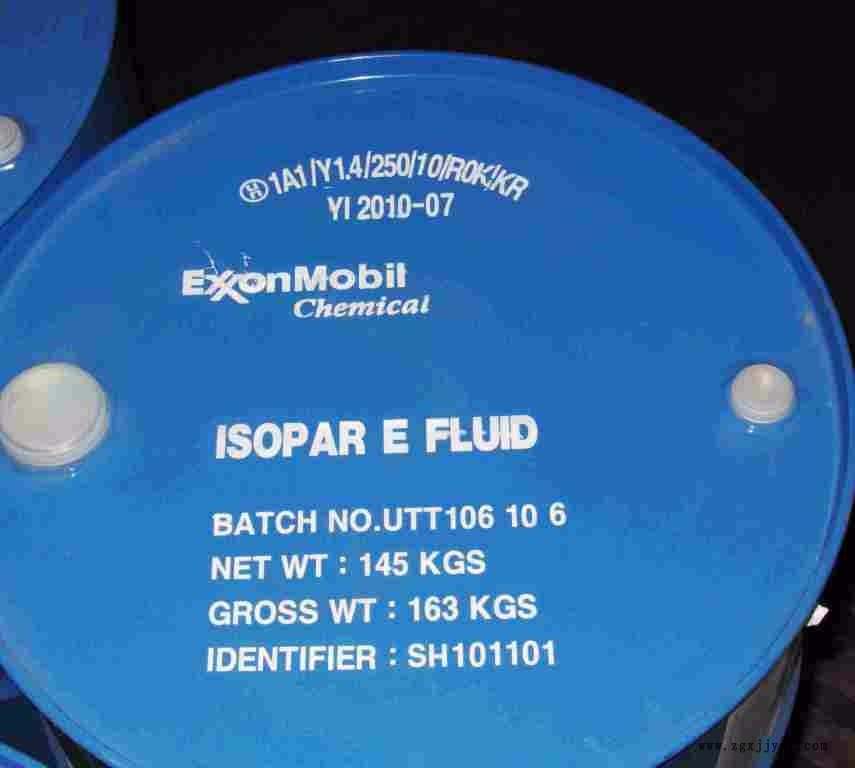 1A1/Y1.4/250/10/ROK/KR
YI 2010-07
ExxonMobil
Chemical
ISOPAR E FLUID
BATCH NO.UTT106 10 6
NET WT : 145 KGS
GROSS WT : 163 KGS
IDENTIFIER : SH101101